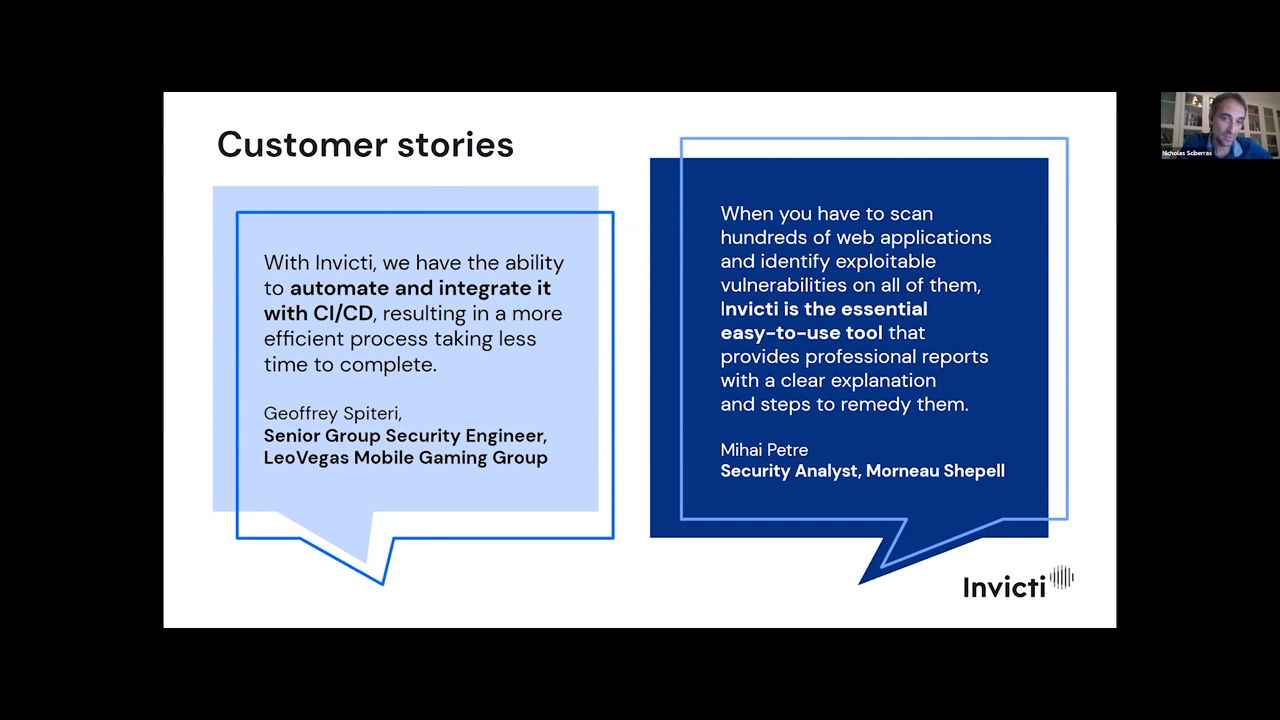 Customer stories
With Invicti, we have the ability
to automate and integrate it
with CI/CD, resulting in a more
efficient process taking less
time to complete.
Geoffrey Spiteri,
Senior Group Security Engineer,
LeoVegas Mobile Gaming Group
When you have to scan
hundreds of web applications
and identify exploitable
vulnerabilities on all of them,
Invicti is the essential
easy-to-use tool that
provides professional reports
with a clear explanation
and steps to remedy them.
Mihai Petre
Security Analyst, Morneau Shepell
Invicti
Nicholas Sciberras